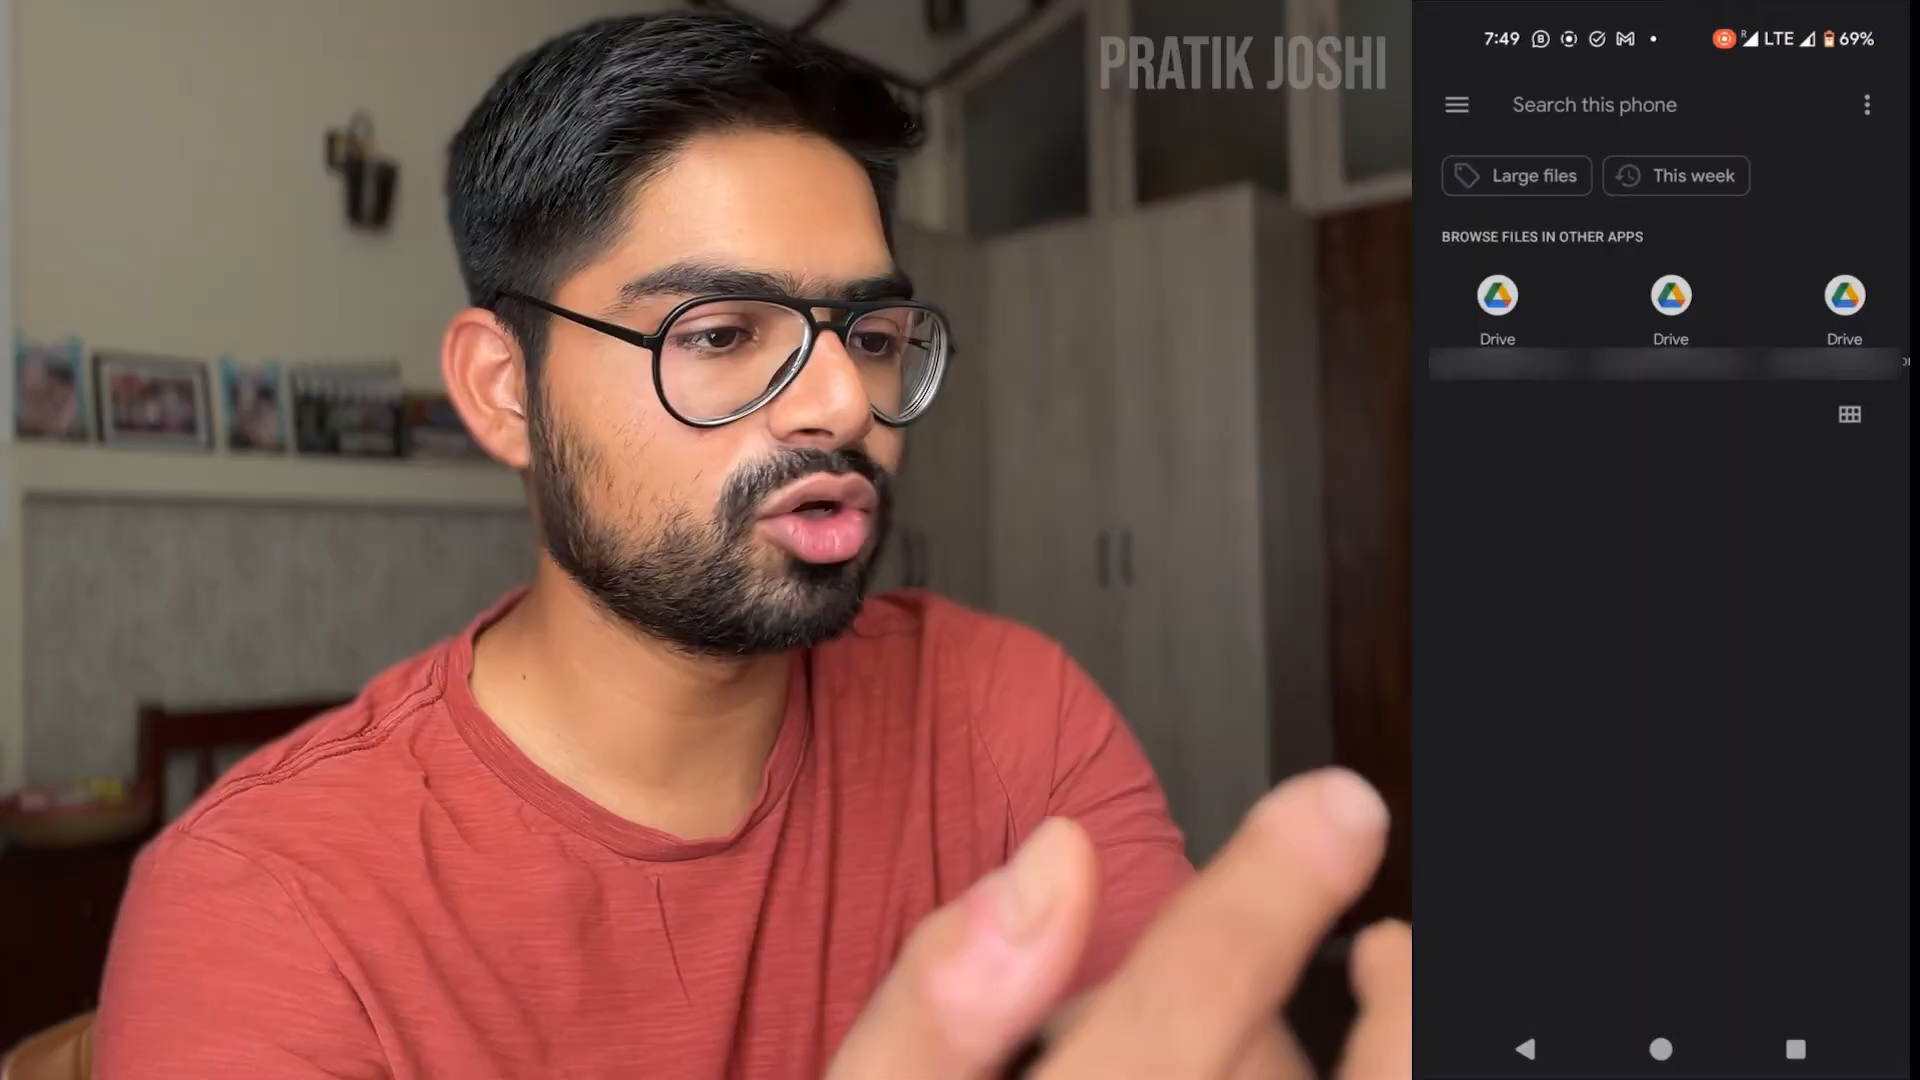 PRATIK JOSHI
7:49 LTE 69%
Search this phone
Large files This week
BROWSE FILES IN OTHER APPS
Drive Drive Drive